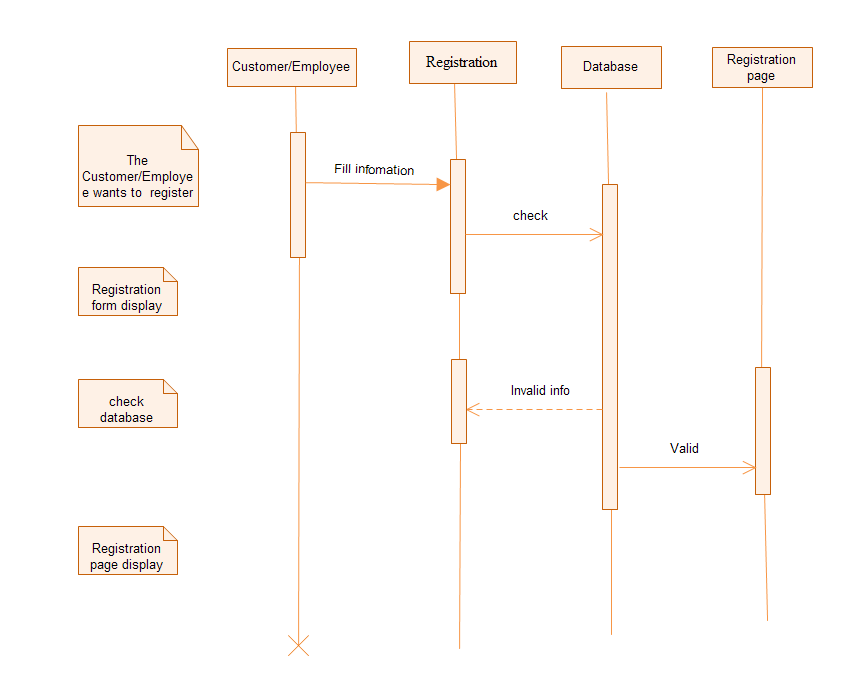 Customer/Employee
Registration
Database
Registration
page
The
Customer/Employe
e wants to  register
Fill infomation
check
Registration
form display
Invalid info
check
database
Valid
Registration
page display